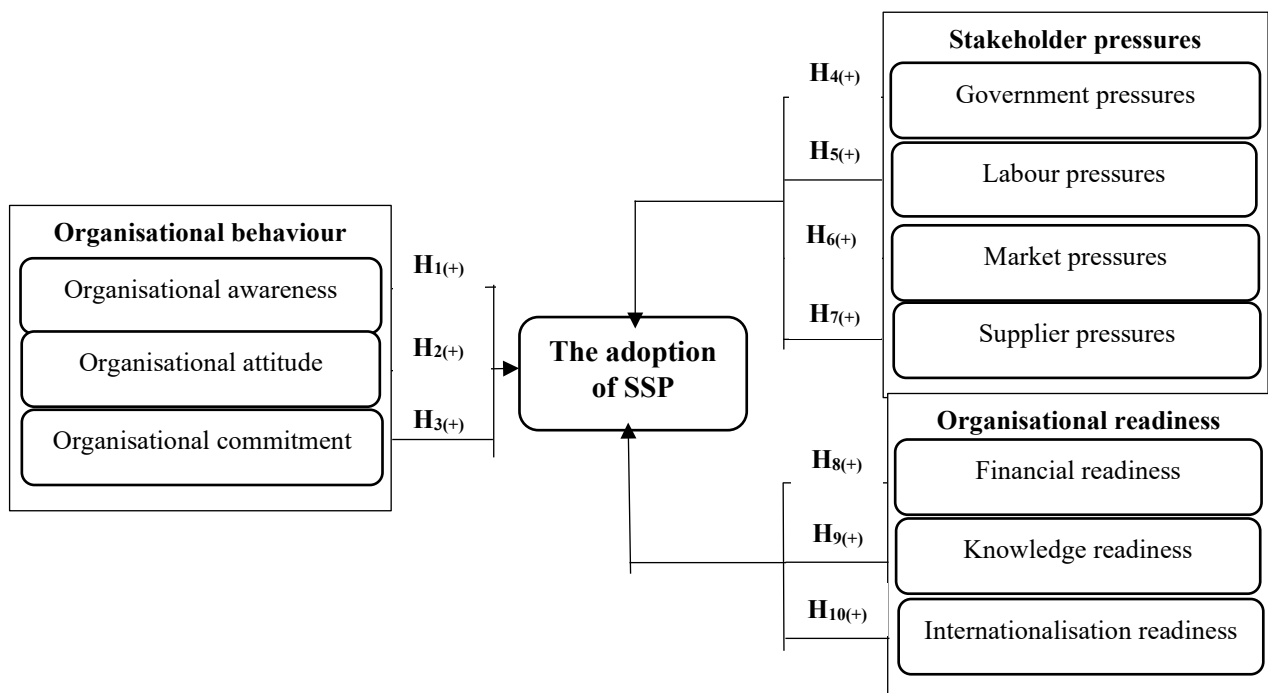 Organisational behaviour
Organisational awareness
Organisational attitude
Organisational commitment
H1(+)
H2(+)
H3(+)
The adoption
of SSP
Stakeholder pressures
H4(+)
Government pressures
H5(+)
Labour pressures
H6(+)
Market pressures
H7(+)
Supplier pressures
Organisational readiness
H8(+)
Financial readiness
H9(+)
Knowledge readiness
H10(+)
Internationalisation readiness